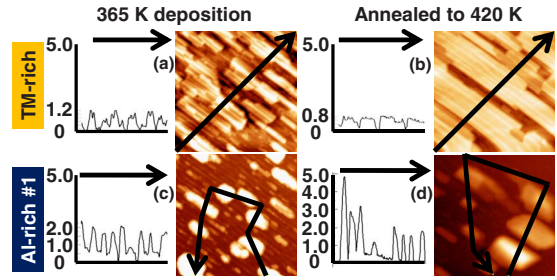 365 K deposition
Annealed to 420 K
TM-rich
5.0
1.2
0
(a)
5.0
0.8
0
(b)
Al-rich #1
5.0
2.0
1.0
0
(c)
5.0
4.0
3.0
2.0
1.0
0
(d)